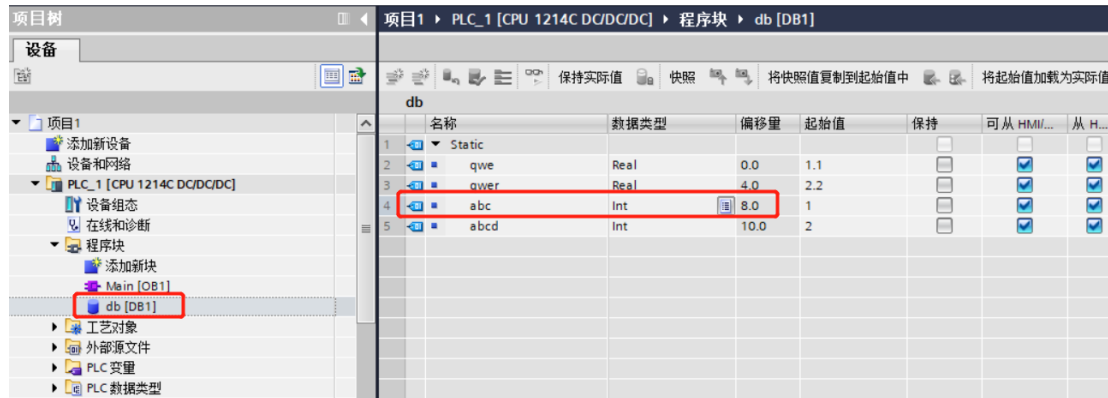 项目树
项目1 ▸ PLC_1 [CPU 1214C DC/DC/DC] ▸ 程序块 ▸ db [DB1]
设备
保持实际值 快照 将快照值复制到起始值中 将起始值加载为实际值
db
名称 数据类型 偏移量 起始值 保持 可从 HMI/... 从 H...
1 Static
2 qwe Real 0.0 1.1
3 qwer Real 4.0 2.2
4 abc Int 8.0 1
5 abcd Int 10.0 2
项目1
添加新设备
设备和网络
PLC_1 [CPU 1214C DC/DC/DC]
设备组态
在线和诊断
程序块
添加新块
Main [OB1]
db [DB1]
工艺对象
外部源文件
PLC 变量
PLC 数据类型